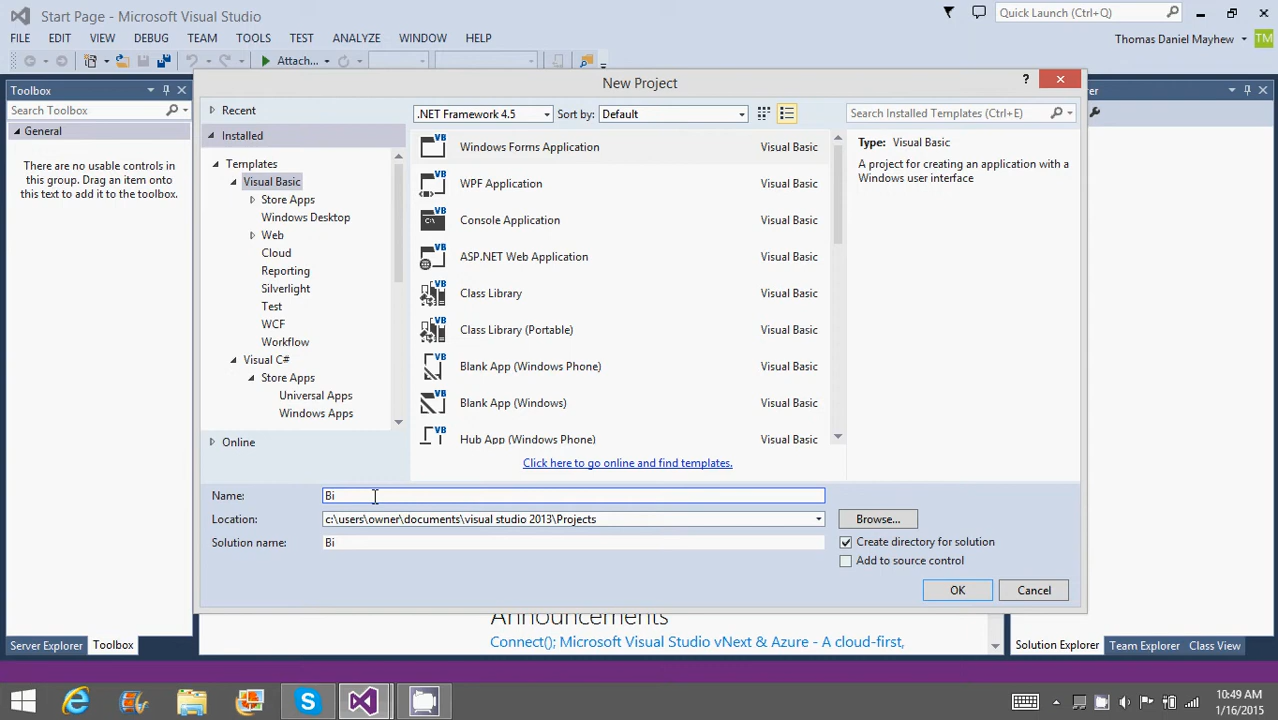 Start Page - Microsoft Visual Studio
Quick Launch (Ctrl+Q)
FILE EDIT VIEW DEBUG TEAM TOOLS TEST ANALYZE WINDOW HELP
Thomas Daniel Mayhew TM
Attach...
Toolbox
Search Toolbox
General
There are no usable controls in this group. Drag an item onto this text to add it to the toolbox.
New Project
?
Recent
Installed
Templates
Visual Basic
Store Apps
Windows Desktop
Web
Cloud
Reporting
Silverlight
Test
WCF
Workflow
Visual C#
Store Apps
Universal Apps
Windows Apps
Online
.NET Framework 4.5 Sort by: Default
Search Installed Templates (Ctrl+E)
VB Windows Forms Application Visual Basic
VB WPF Application Visual Basic
VB Console Application Visual Basic
VB ASP.NET Web Application Visual Basic
VB Class Library Visual Basic
VB Class Library (Portable) Visual Basic
VB Blank App (Windows Phone) Visual Basic
VB Blank App (Windows) Visual Basic
VB Hub App (Windows Phone) Visual Basic
Click here to go online and find templates.
Type: Visual Basic
A project for creating an application with a
Windows user interface
Name: Bi
Location: c:\users\owner\documents\visual studio 2013\Projects Browse...
Solution name: Bi
Create directory for solution
Add to source control
OK Cancel
Announcements
Connect(); Microsoft Visual Studio vNext & Azure - A cloud-first,
Server Explorer Toolbox
Solution Explorer Team Explorer Class View
10:49 AM
1/16/2015